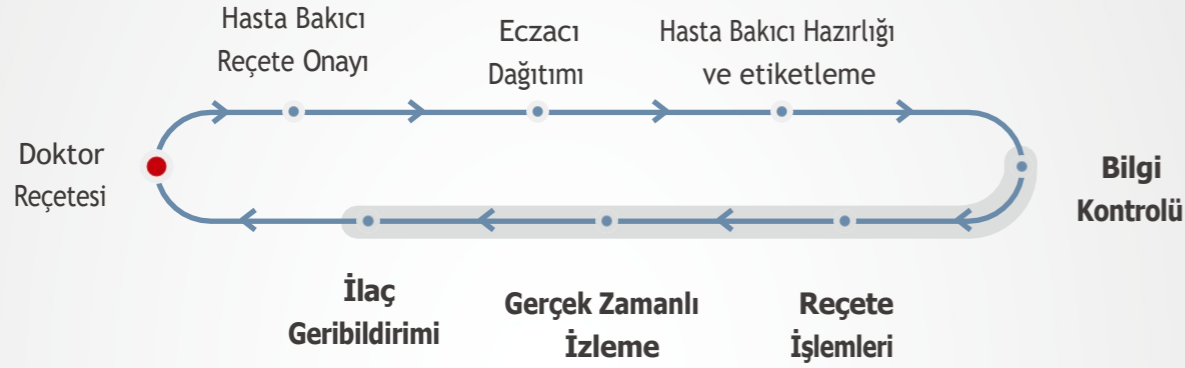 Hasta Bakıcı
Reçete Onayı
Eczacı
Dağıtımı
Hasta Bakıcı Hazırlığı
ve etiketleme
Doktor
Reçetesi
Bilgi
Kontrolü
İlaç
Geribildirimi
Gerçek Zamanlı
İzleme
Reçete
İşlemleri